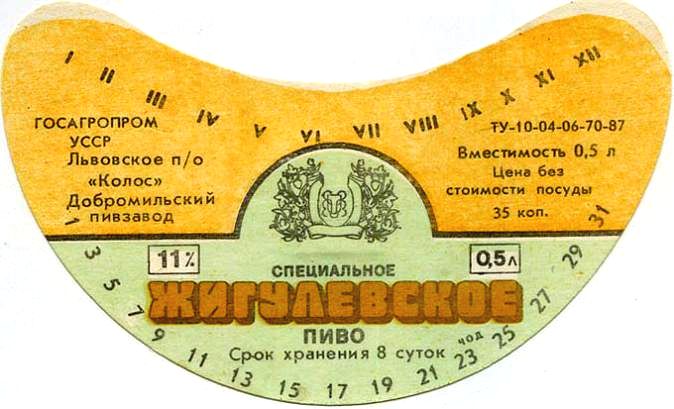 I II III IV V VI VII VIII IX X XI XII
ГОСАГРОПРОМ
УССР
Львовское п/о
«Колос»
Добромильский
пивзавод
ТУ-10-04-06-70-87
Вместимость 0,5 л
Цена без
стоимости посуды
35 коп.
11%
0,5л
СПЕЦИАЛЬНОЕ
ЖИГУЛЕВСКОЕ
ПИВО
Срок хранения 8 суток
1 3 5 7 9 11 13 15 17 19 21 23 25 27 29 31
чод